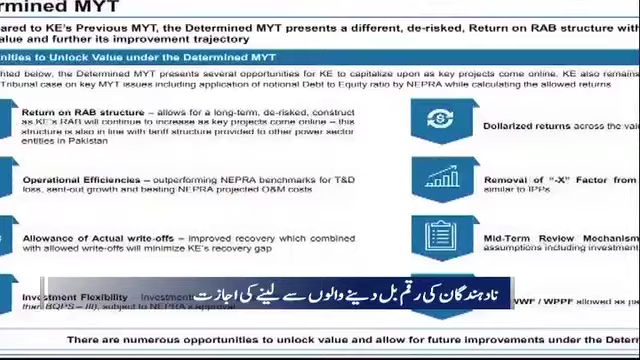 rmined MYT
ared to KE's Previous MYT, the Determined MYT presents a different, de-risked, Return on RAB structure with
value and further its improvement trajectory
nities to Unlock Value under the Determined MYT
hted below, the Determined MYT presents several opportunities for KE to capitalize upon as key projects come online. KE also remains
Tribunal case on key MYT issues including application of notional Debt to Equity ratio by NEPRA while calculating the allowed returns
Return on RAB structure – allows for a long-term, de-risked, construct
as KE's RAB will continue to increase as key projects come online – this
structure is also in line with tariff structure provided to other power sector
entities in Pakistan
Dollarized returns across the valu
Operational Efficiencies – outperforming NEPRA benchmarks for T&D
loss, sent-out growth and beating NEPRA projected O&M costs
Removal of "-X" Factor from
similar to IPPs
Allowance of Actual write-offs – improved recovery which combined
with allowed write-offs will minimize KE's recovery gap
Mid-Term Review Mechanism
assumptions including investment
Investment Flexibility – Investment
than BQPS – III), subject to NEPRA's approval
WWF / WPPF allowed as pa
نادہندگان کی رقم بل دینے والوں سے لینے کی اجازت
There are numerous opportunities to unlock value and allow for future improvements under the Deter